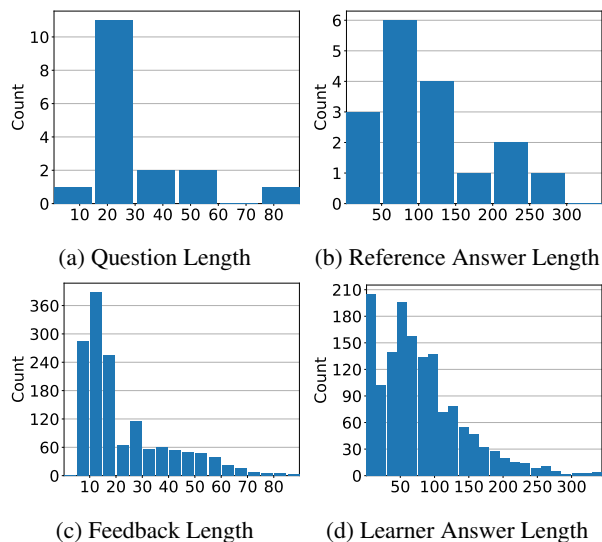 10
8
6
4
2
0
Count
10 20 30 40 50 60 70 80
(a) Question Length
6
5
4
3
2
1
0
Count
50 100 150 200 250 300
(b) Reference Answer Length
360
300
240
180
120
60
0
Count
10 20 30 40 50 60 70 80
(c) Feedback Length
210
180
150
120
90
60
30
0
Count
50 100 150 200 250 300
(d) Learner Answer Length